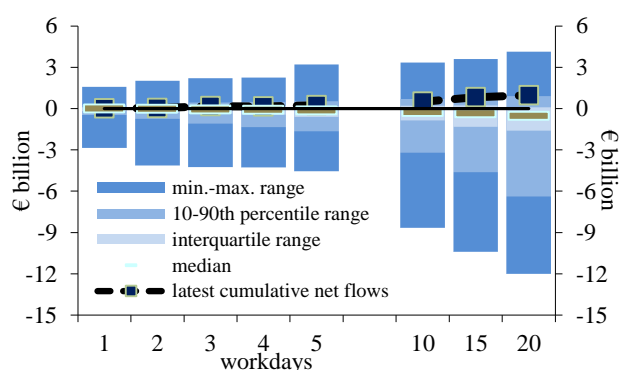 6 6
3 3
0 0
-3 -3
-6 -6
-9 -9
-12 -12
-15 -15
€ billion
€ billion
min.-max. range
10-90th percentile range
interquartile range
median
latest cumulative net flows
1 2 3 4 5 10 15 20
workdays